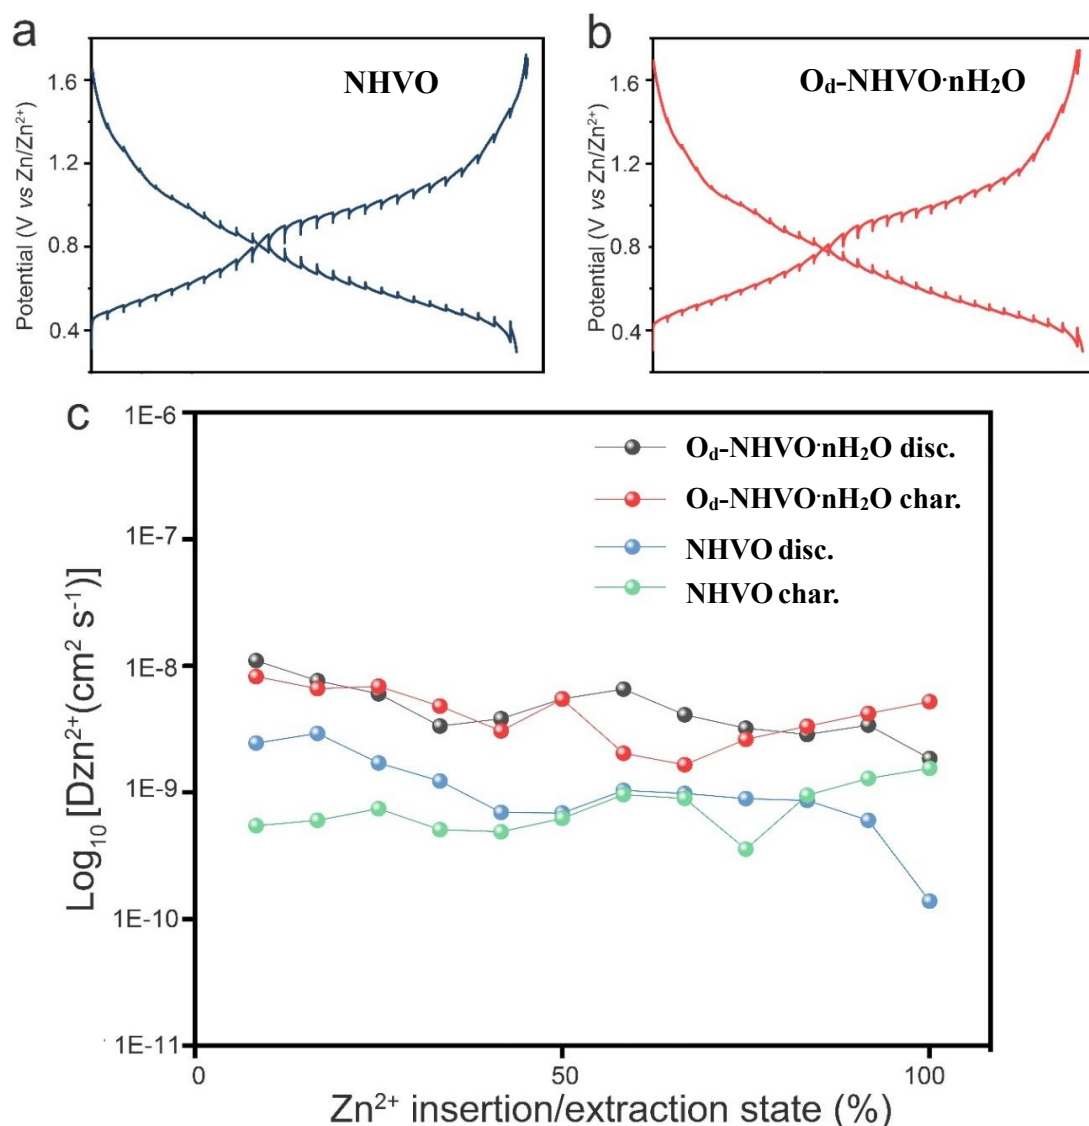 a
b
NHVO
Od-NHVO·nH2O
1.6
1.2
0.8
0.4
Potential (V vs Zn/Zn2+)
1.6
1.2
0.8
0.4
Potential (V vs Zn/Zn2+)
c
1E-6
1E-7
1E-8
1E-9
1E-10
1E-11
Log10 [Dzn2+(cm2 s-1)]
Od-NHVO·nH2O disc.
Od-NHVO·nH2O char.
NHVO disc.
NHVO char.
0
50
100
Zn2+ insertion/extraction state (%)